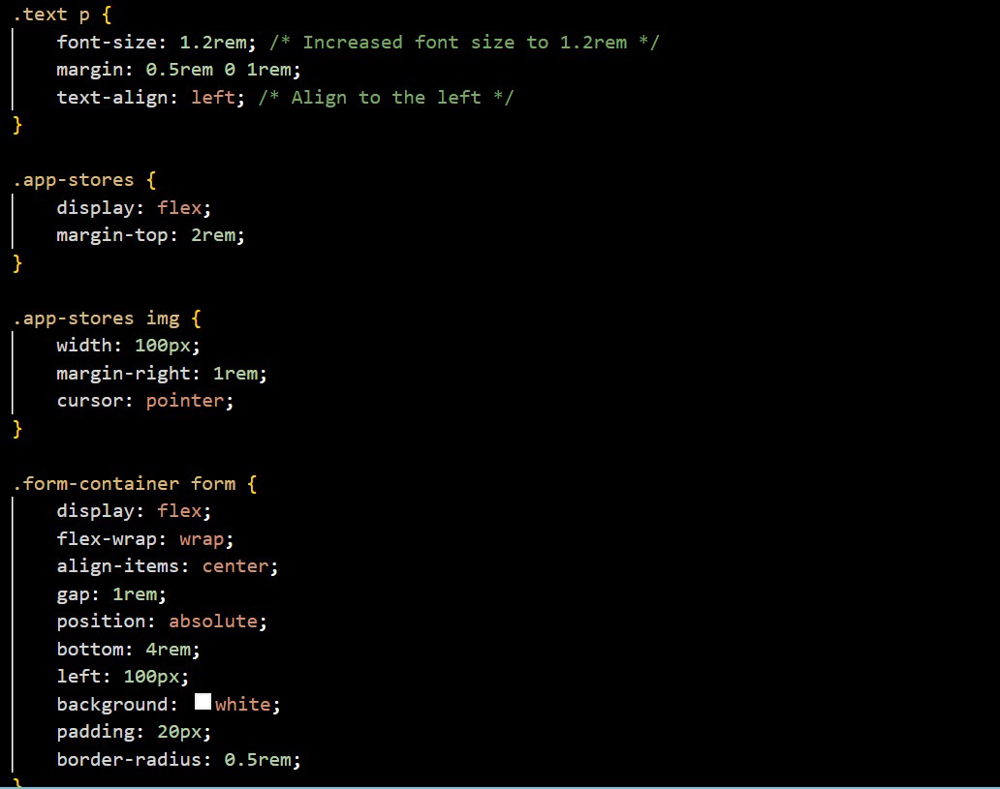 .text p {
    font-size: 1.2rem; /* Increased font size to 1.2rem */
    margin: 0.5rem 0 1rem;
    text-align: left; /* Align to the left */
}

.app-stores {
    display: flex;
    margin-top: 2rem;
}

.app-stores img {
    width: 100px;
    margin-right: 1rem;
    cursor: pointer;
}

.form-container form {
    display: flex;
    flex-wrap: wrap;
    align-items: center;
    gap: 1rem;
    position: absolute;
    bottom: 4rem;
    left: 100px;
    background: white;
    padding: 20px;
    border-radius: 0.5rem;
}